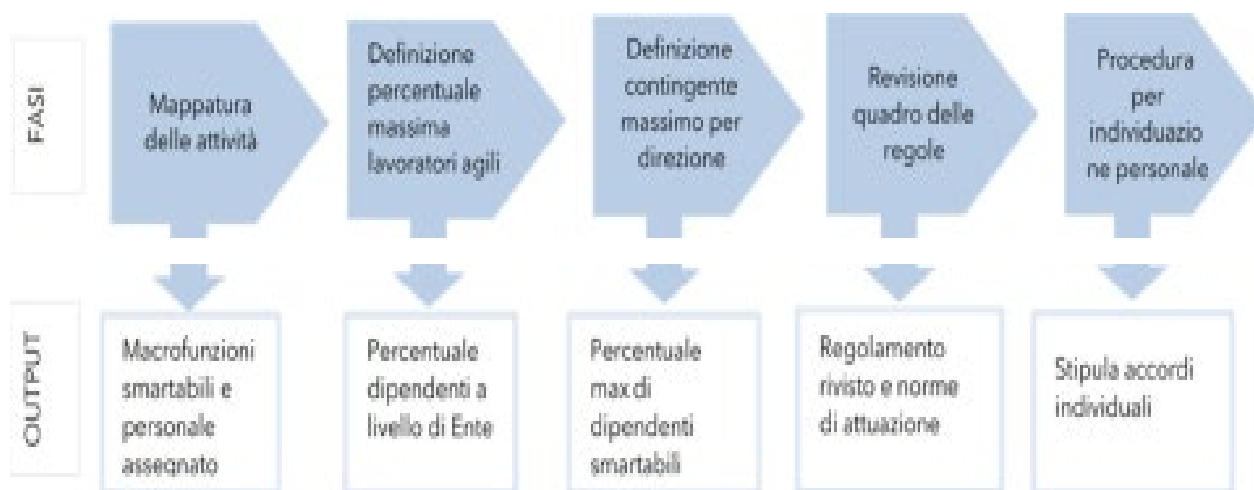 FASI
Mappatura
delle attività
Definizione
percentuale
massima
lavoratori agili
Definizione
contingente
massimo per
direzione
Revisione
quadro delle
regole
Procedura
per
individuazio
ne personale
OUTPUT
Macrofunzioni
smartabili e
personale
assegnato
Percentuale
dipendenti a
livello di Ente
Percentuale
max di
dipendenti
smartabili
Regolamento
rivisto e norme
di attuazione
Stipula accordi
individuali